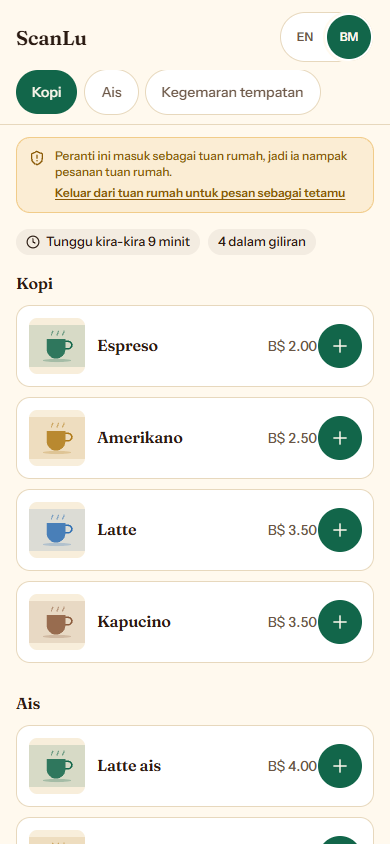 ScanLu
EN
BM
Kopi
Ais
Kegemaran tempatan
Peranti ini masuk sebagai tuan rumah, jadi ia nampak
pesanan tuan rumah.
Keluar dari tuan rumah untuk pesan sebagai tetamu
Tunggu kira-kira 9 minit
4 dalam giliran
Kopi
Espreso
B$ 2.00
Amerikano
B$ 2.50
Latte
B$ 3.50
Kapucino
B$ 3.50
Ais
Latte ais
B$ 4.00